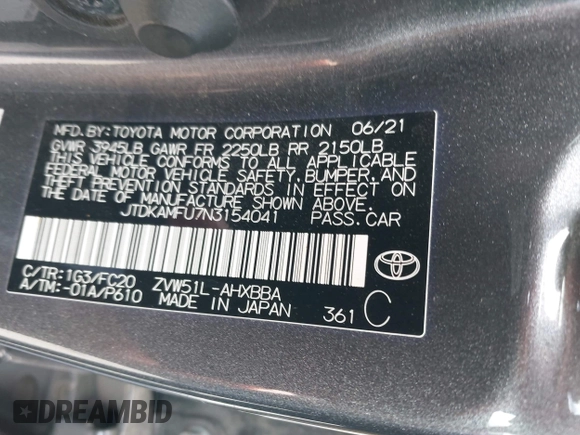 MFD.BY:TOYOTA MOTOR CORPORATION 06/21
GVWR 3945LB GAWR FR 2250LB RR 2150LB
THIS VEHICLE CONFORMS TO ALL APPLICABLE
FEDERAL MOTOR VEHICLE SAFETY, BUMPER, AND
THEFT PREVENTION STANDARDS IN EFFECT ON
THE DATE OF MANUFACTURE SHOWN ABOVE.
JTDKAMFU7N3154041 PASS.CAR
C/TR:1G3/FC20 ZVW51L-AHXBBA
A/TM:-01A/P610 MADE IN JAPAN 361 C
DREAMBID